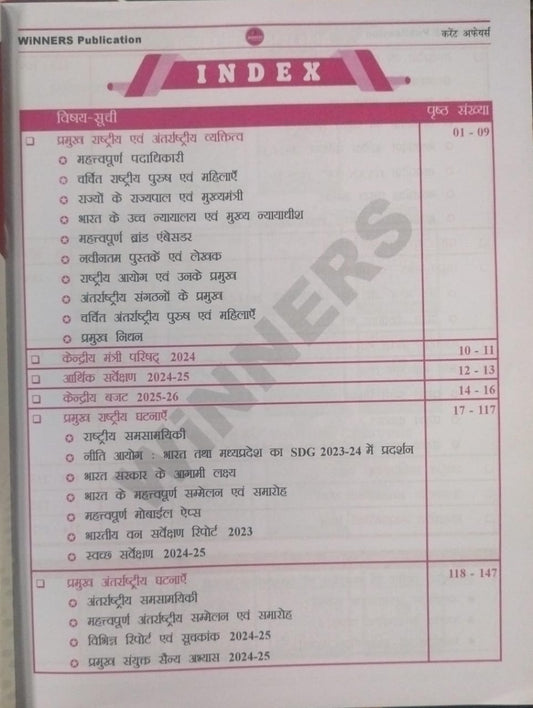 WiNNERS Publication
करेंट अफेयर्स
INDEX
विषय-सूची पृष्ठ संख्या
प्रमुख राष्ट्रीय एवं अंतर्राष्ट्रीय व्यक्तित्व 01 - 09
महत्त्वपूर्ण पदाधिकारी
चर्चित राष्ट्रीय पुरुष एवं महिलाएँ
राज्यों के राज्यपाल एवं मुख्यमंत्री
भारत के उच्च न्यायालय एवं मुख्य न्यायाधीश
महत्त्वपूर्ण ब्रांड एंबेसडर
नवीनतम पुस्तकें एवं लेखक
राष्ट्रीय आयोग एवं उनके प्रमुख
अंतर्राष्ट्रीय संगठनों के प्रमुख
चर्चित अंतर्राष्ट्रीय पुरुष एवं महिलाएँ
प्रमुख निधन
केन्द्रीय मंत्री परिषद् 2024 10 - 11
आर्थिक सर्वेक्षण 2024-25 12 - 13
केन्द्रीय बजट 2025-26 14 - 16
प्रमुख राष्ट्रीय घटनाएँ 17 - 117
राष्ट्रीय समसामयिकी
नीति आयोग : भारत तथा मध्यप्रदेश का SDG 2023-24 में प्रदर्शन
भारत सरकार के आगामी लक्ष्य
भारत के महत्त्वपूर्ण सम्मेलन एवं समारोह
महत्त्वपूर्ण मोबाईल ऐप्स
भारतीय वन सर्वेक्षण रिपोर्ट 2023
स्वच्छ सर्वेक्षण 2024-25
प्रमुख अंतर्राष्ट्रीय घटनाएँ 118 - 147
अंतर्राष्ट्रीय समसामयिकी
महत्त्वपूर्ण अंतर्राष्ट्रीय सम्मेलन एवं समारोह
विभिन्न रिपोर्ट एवं सूचकांक 2024-25
प्रमुख संयुक्त सैन्य अभ्यास 2024-25
WiNNERS